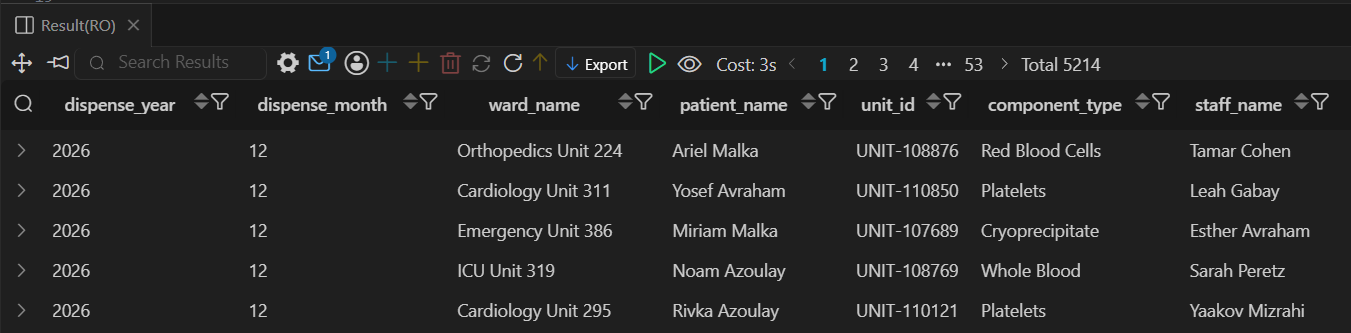 Result(RO)
Search Results 1 Export Cost: 3s 1 2 3 4 ••• 53 Total 5214
dispense_year dispense_month ward_name patient_name unit_id component_type staff_name
2026 12 Orthopedics Unit 224 Ariel Malka UNIT-108876 Red Blood Cells Tamar Cohen
2026 12 Cardiology Unit 311 Yosef Avraham UNIT-110850 Platelets Leah Gabay
2026 12 Emergency Unit 386 Miriam Malka UNIT-107689 Cryoprecipitate Esther Avraham
2026 12 ICU Unit 319 Noam Azoulay UNIT-108769 Whole Blood Sarah Peretz
2026 12 Cardiology Unit 295 Rivka Azoulay UNIT-110121 Platelets Yaakov Mizrahi